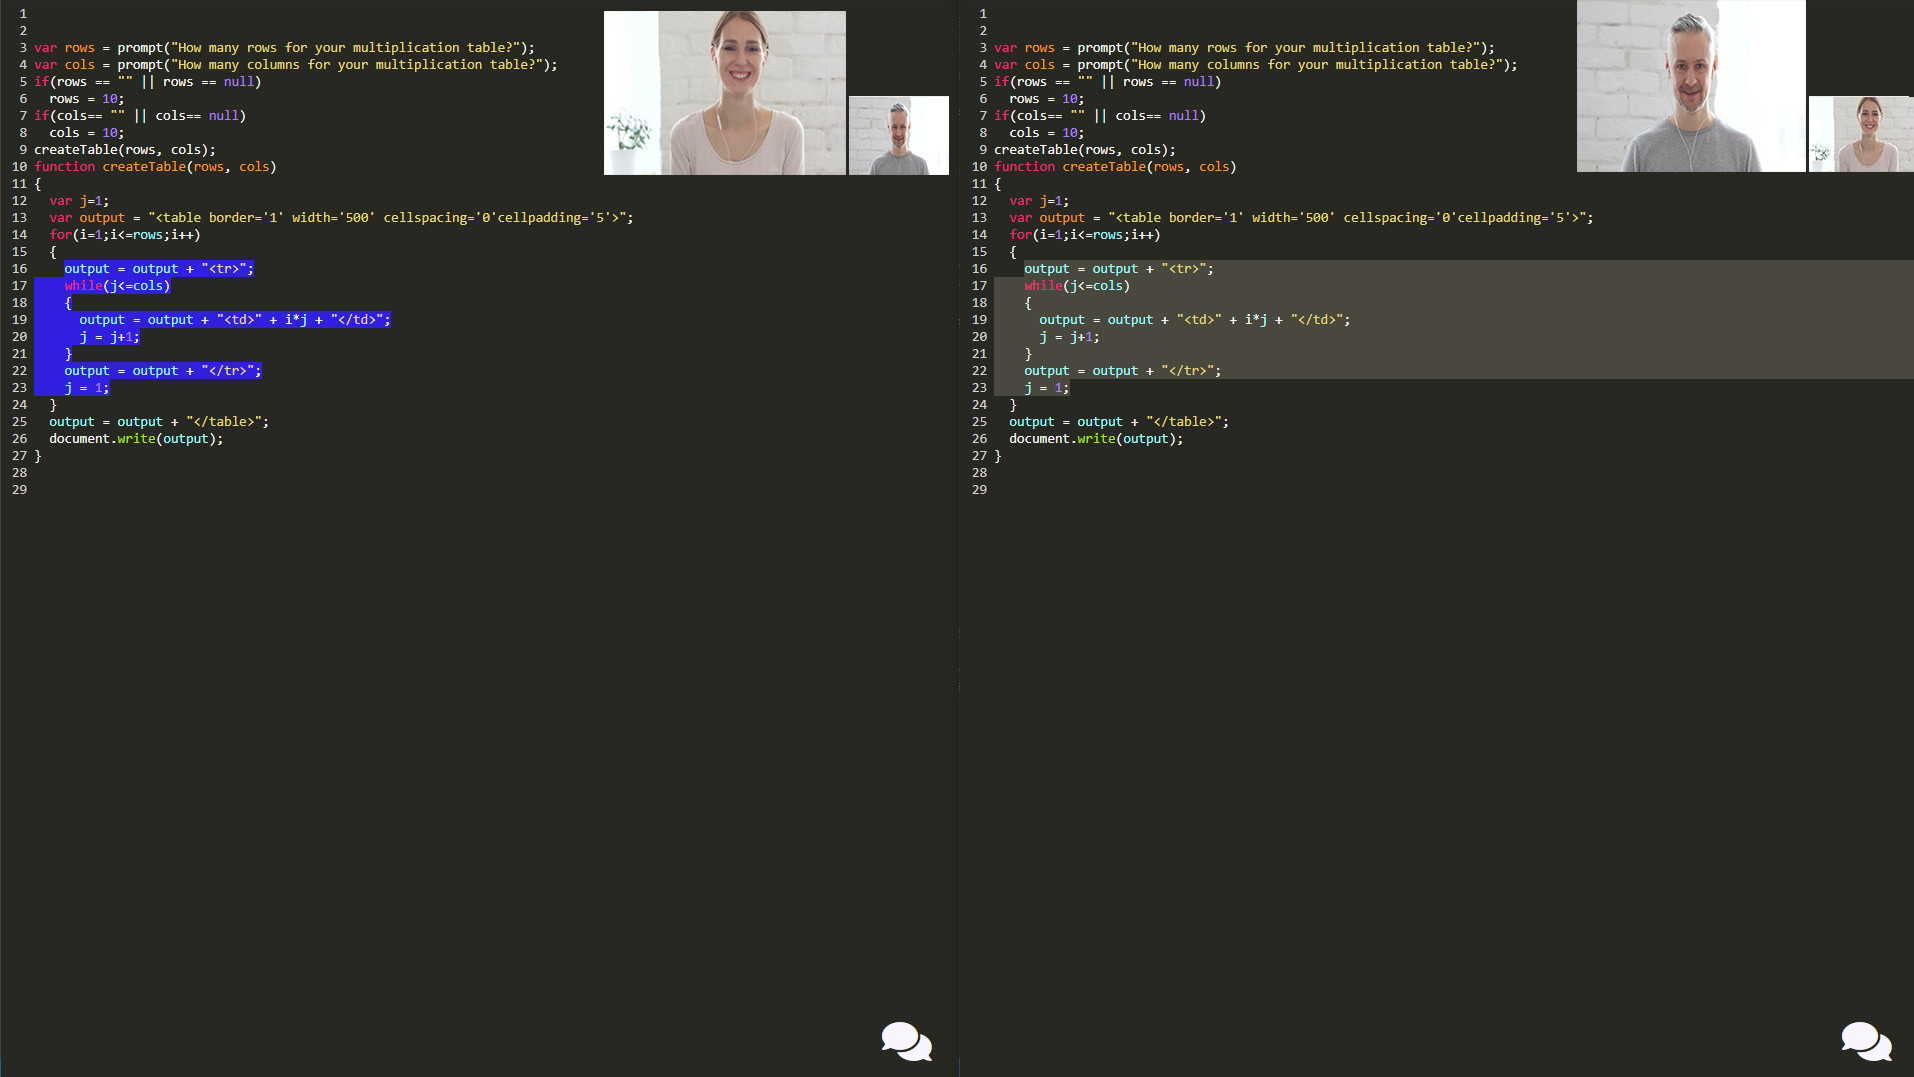 1
2
3 var rows = prompt("How many rows for your multiplication table?");
4 var cols = prompt("How many columns for your multiplication table?");
5 if(rows == "" || rows == null)
6   rows = 10;
7 if(cols== "" || cols== null)
8   cols = 10;
9 createTable(rows, cols);
10 function createTable(rows, cols)
11 {
12   var j=1;
13   var output = "<table border='1' width='500' cellspacing='0'cellpadding='5'>";
14   for(i=1;i<=rows;i++)
15   {
16     output = output + "<tr>";
17     while(j<=cols)
18     {
19       output = output + "<td>" + i*j + "</td>";
20       j = j+1;
21     }
22     output = output + "</tr>";
23     j = 1;
24   }
25   output = output + "</table>";
26   document.write(output);
27 }
28
29
1
2
3 var rows = prompt("How many rows for your multiplication table?");
4 var cols = prompt("How many columns for your multiplication table?");
5 if(rows == "" || rows == null)
6   rows = 10;
7 if(cols== "" || cols== null)
8   cols = 10;
9 createTable(rows, cols);
10 function createTable(rows, cols)
11 {
12   var j=1;
13   var output = "<table border='1' width='500' cellspacing='0'cellpadding='5'>";
14   for(i=1;i<=rows;i++)
15   {
16     output = output + "<tr>";
17     while(j<=cols)
18     {
19       output = output + "<td>" + i*j + "</td>";
20       j = j+1;
21     }
22     output = output + "</tr>";
23     j = 1;
24   }
25   output = output + "</table>";
26   document.write(output);
27 }
28
29